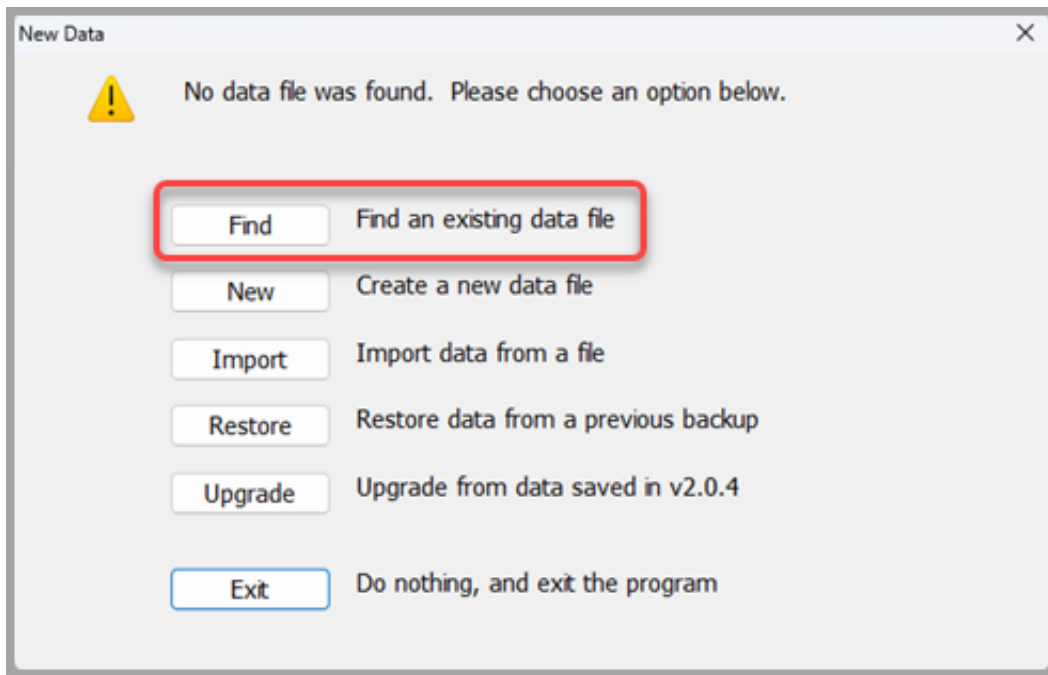 New Data
No data file was found.  Please choose an option below.
Find Find an existing data file
New Create a new data file
Import Import data from a file
Restore Restore data from a previous backup
Upgrade Upgrade from data saved in v2.0.4
Exit Do nothing, and exit the program